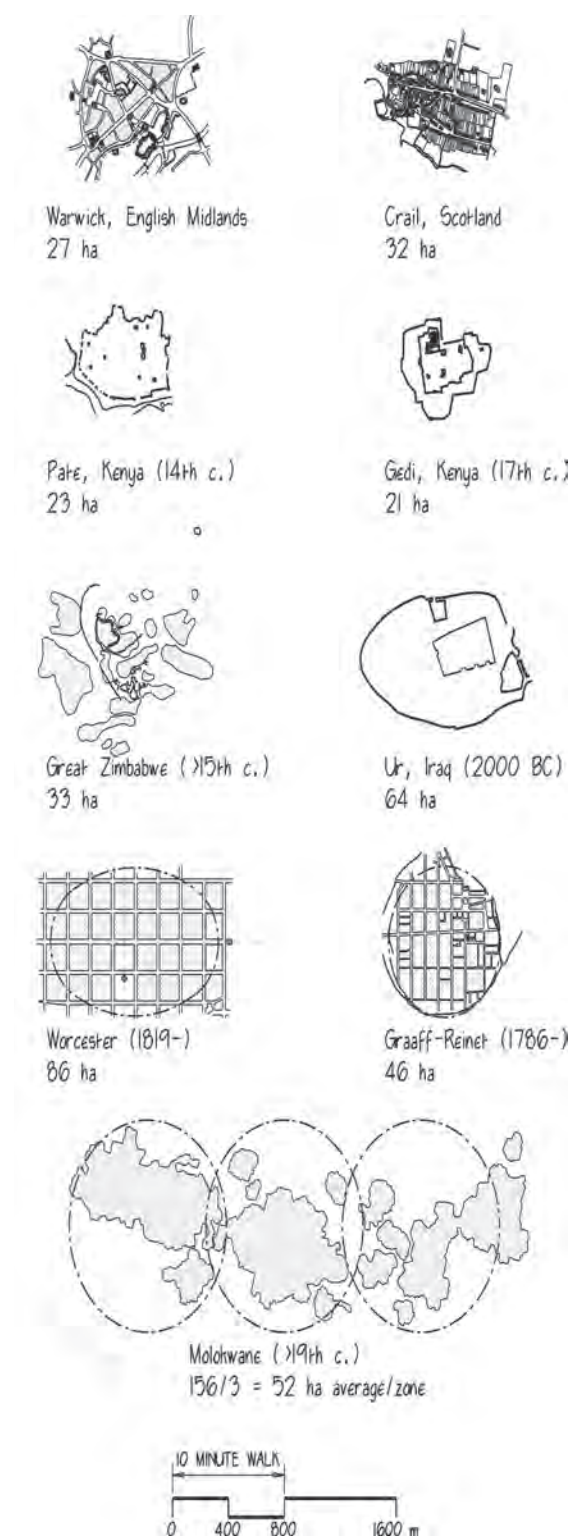 Warwick, English Midlands
27 ha
Crail, Scotland
32 ha
Pate, Kenya (14th c.)
23 ha
Gedi, Kenya (17th c.)
21 ha
Great Zimbabwe (>15th c.)
33 ha
Ur, Iraq (2000 BC)
64 ha
Worcester (1819-)
86 ha
Graaff-Reinet (1786-)
46 ha
Molokwane (>19th c.)
156/3 = 52 ha average/zone
10 MINUTE WALK
0 400 800 1600 m